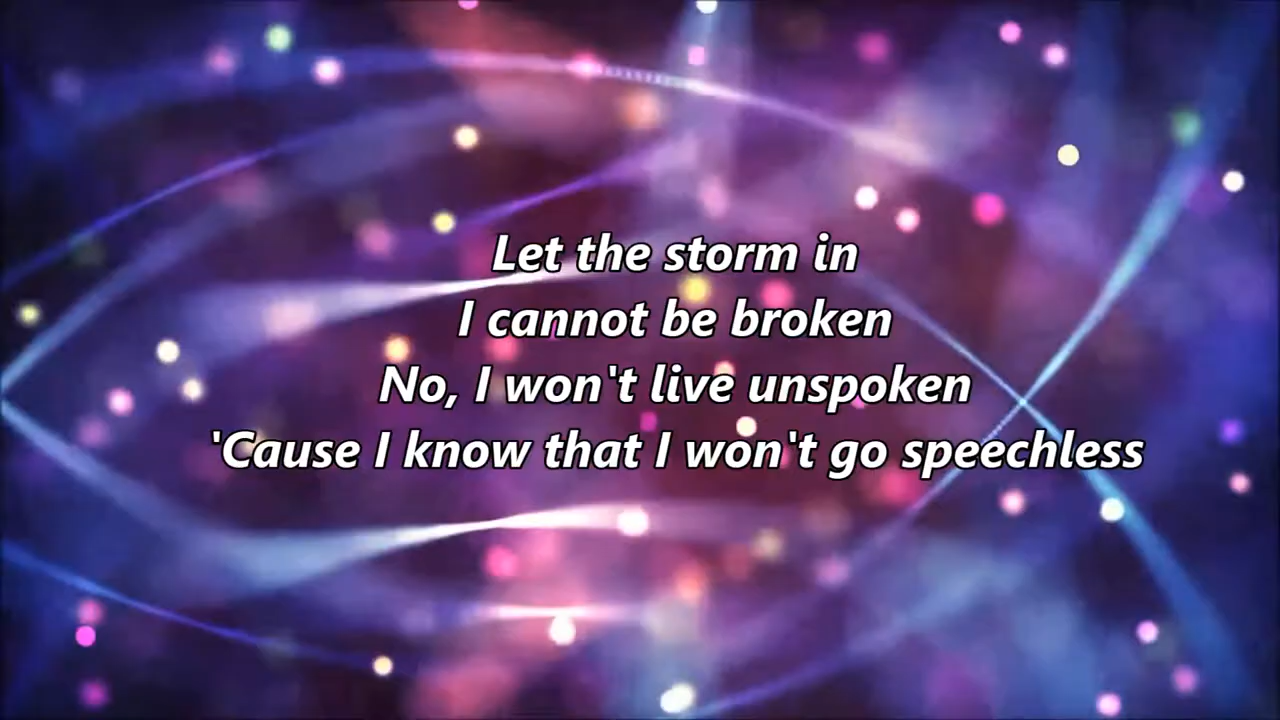 Let the storm in
I cannot be broken
No, I won't live unspoken
'Cause I know that I won't go speechless